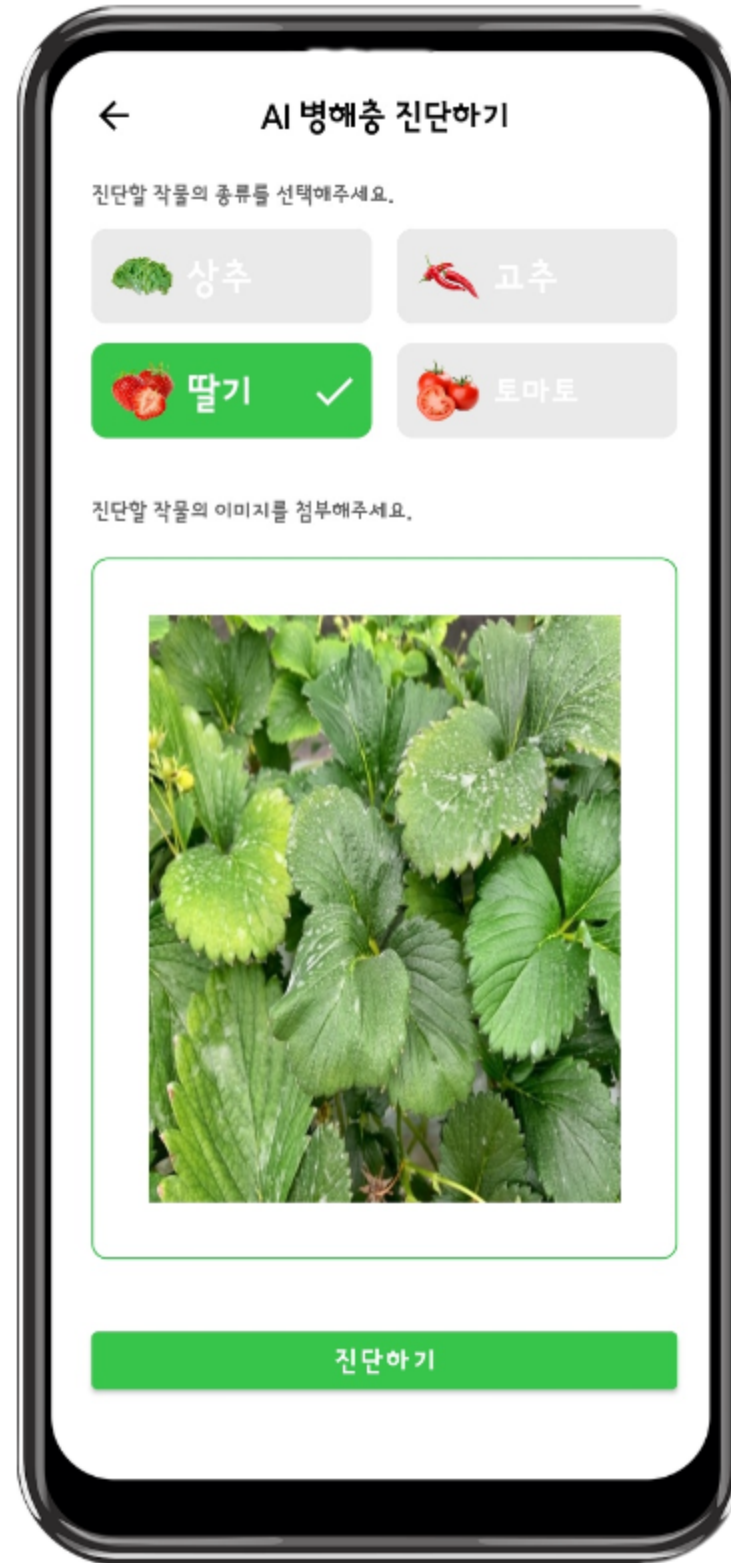 AI 병해충 진단하기
진단할 작물의 종류를 선택해주세요.
상추 고추
딸기 토마토
진단할 작물의 이미지를 첨부해주세요.
진단하기